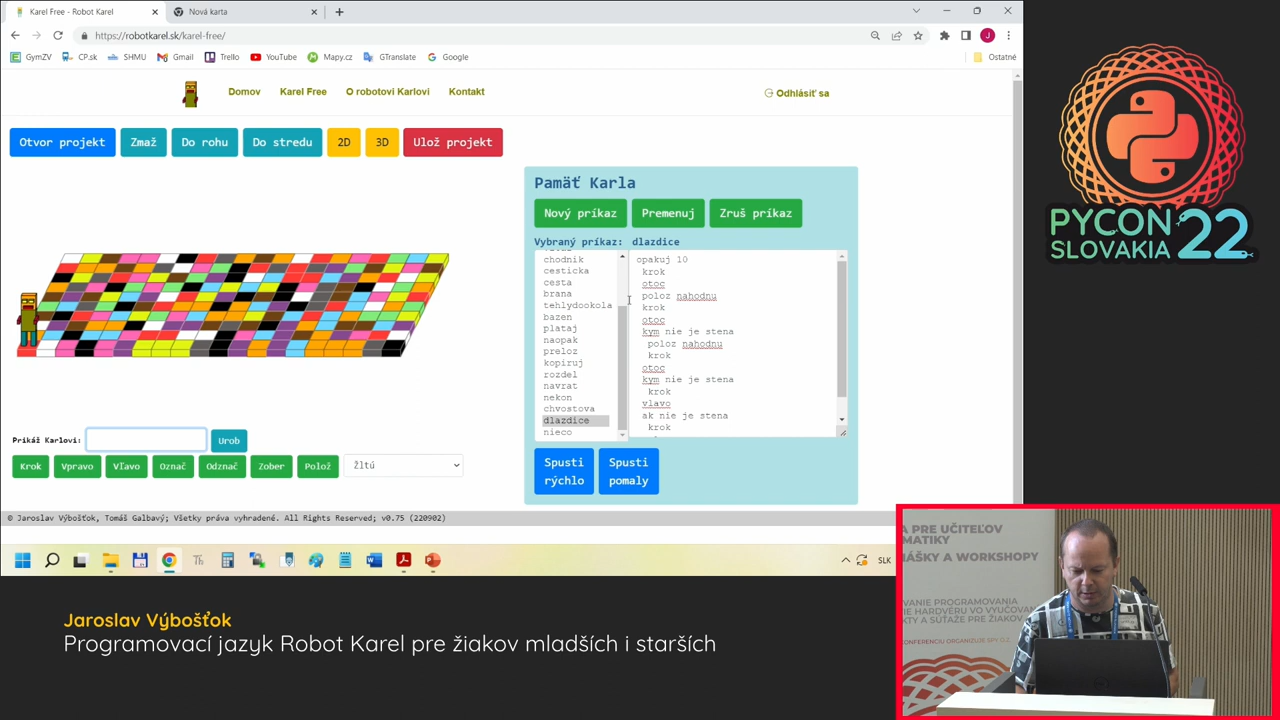 Karel Free - Robot Karel
Nová karta
https://robotkarel.sk/karel-free/
J
GymZV
CP.sk
SHMU
Gmail
Trello
YouTube
Mapy.cz
GTranslate
Google
Ostatné
Domov
Karel Free
O robotovi Karlovi
Kontakt
Odhlásiť sa
Otvor projekt
Zmaž
Do rohu
Do stredu
2D
3D
Ulož projekt
Pamäť Karla
Nový príkaz
Premenuj
Zruš príkaz
Vybraný príkaz: dlazdice
chodnik
cesticka
cesta
brana
tehlydookola
bazen
plataj
naopak
preloz
kopiruj
rozdel
navrat
nekon
chvostova
dlazdice
nieco
opakuj 10
krok
otoc
poloz nahodnu
krok
otoc
kym nie je stena
poloz nahodnu
krok
otoc
kym nie je stena
krok
vlavo
ak nie je stena
krok
Spusti
rýchlo
Spusti
pomaly
Prikáž Karlovi:
Urob
Krok
Vpravo
Vľavo
Označ
Odznač
Zober
Polož
Žltú
© Jaroslav Výbošťok, Tomáš Galbavý; Všetky práva vyhradené. All Rights Reserved; v0.75 (220902)
SLK
PYCON
SLOVAKIA 22
A PRE UČITEĽOV
MATIKY
NÁŠKY A WORKSHOPY
OVANIE PROGRAMOVANIA
Jaroslav Výbošťok
Programovací jazyk Robot Karel pre žiakov mladších i starších